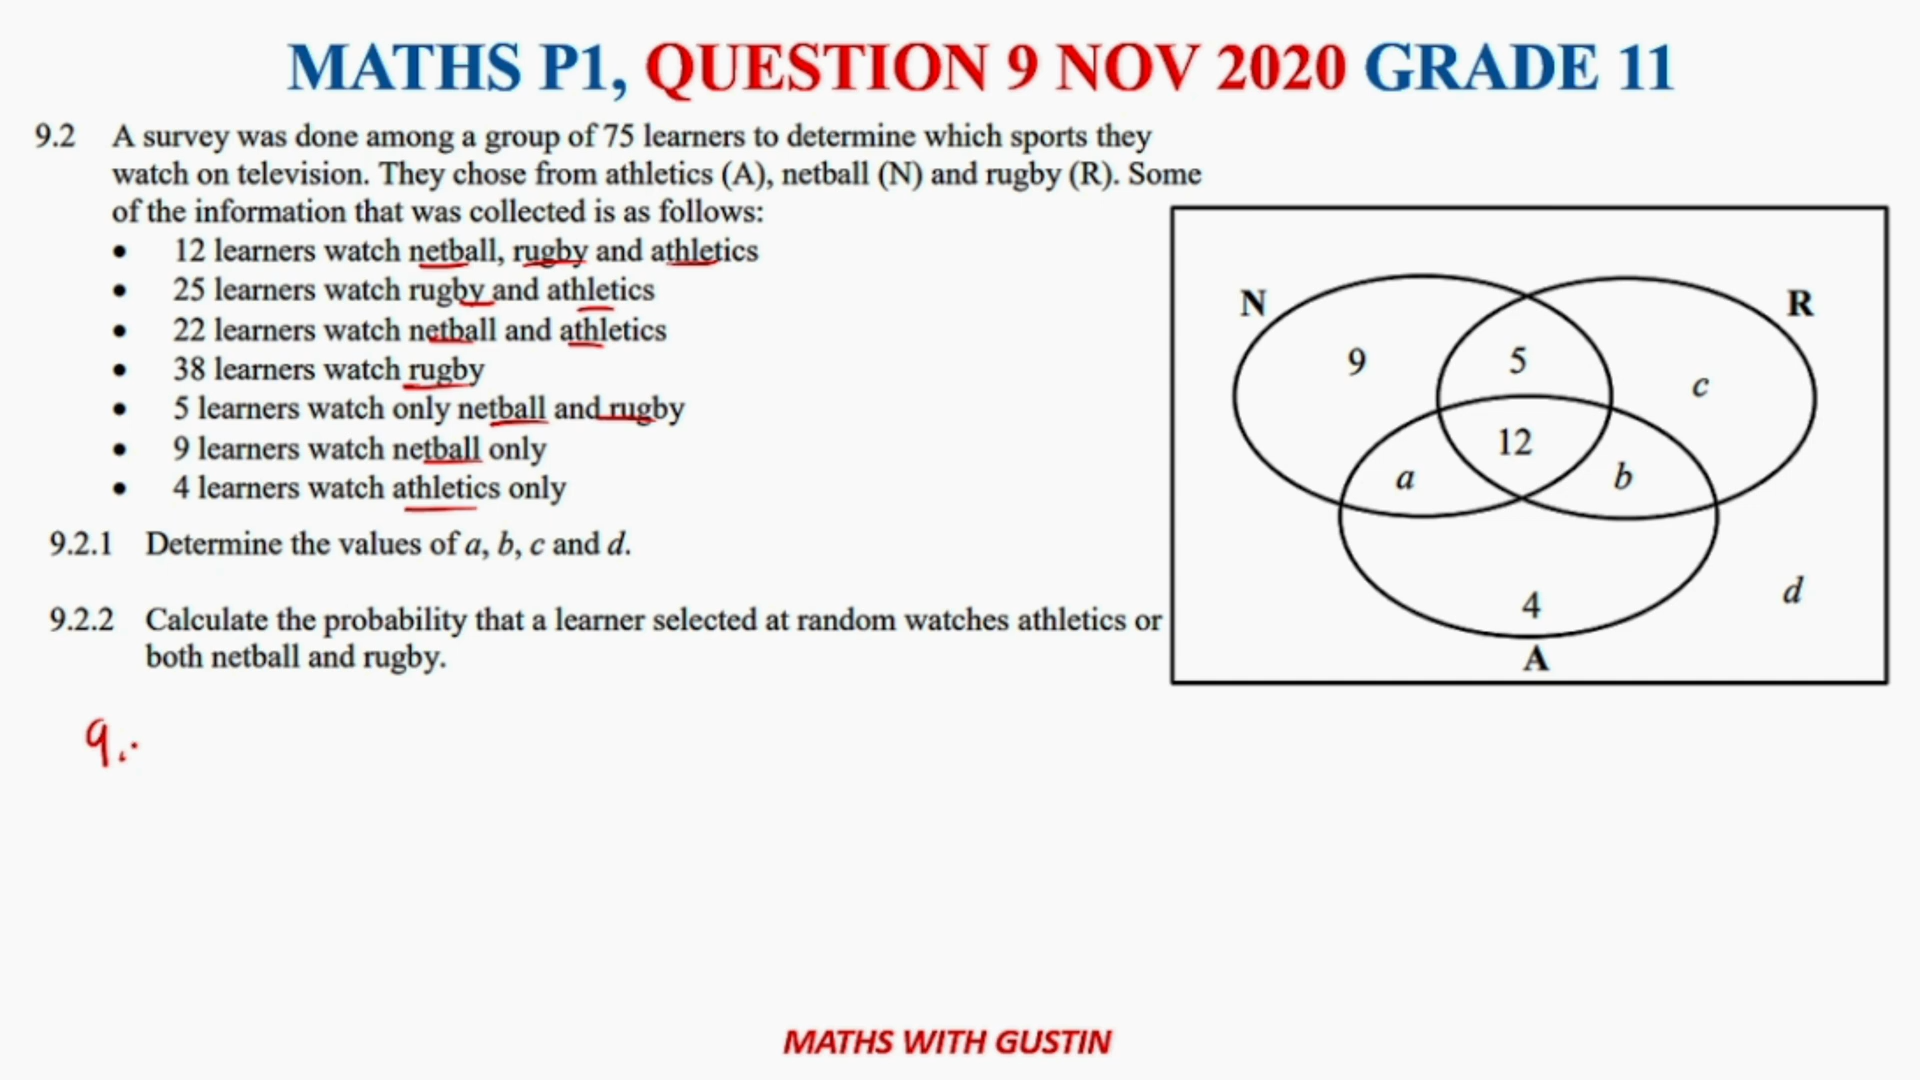 MATHS P1, QUESTION 9 NOV 2020 GRADE 11
9.2 A survey was done among a group of 75 learners to determine which sports they
watch on television. They chose from athletics (A), netball (N) and rugby (R). Some
of the information that was collected is as follows:
• 12 learners watch netball, rugby and athletics
• 25 learners watch rugby and athletics
• 22 learners watch netball and athletics
• 38 learners watch rugby
• 5 learners watch only netball and rugby
• 9 learners watch netball only
• 4 learners watch athletics only
9.2.1 Determine the values of a, b, c and d.
9.2.2 Calculate the probability that a learner selected at random watches athletics or
both netball and rugby.
N R
9 5 c
12
a b
4 d
A
9.
MATHS WITH GUSTIN